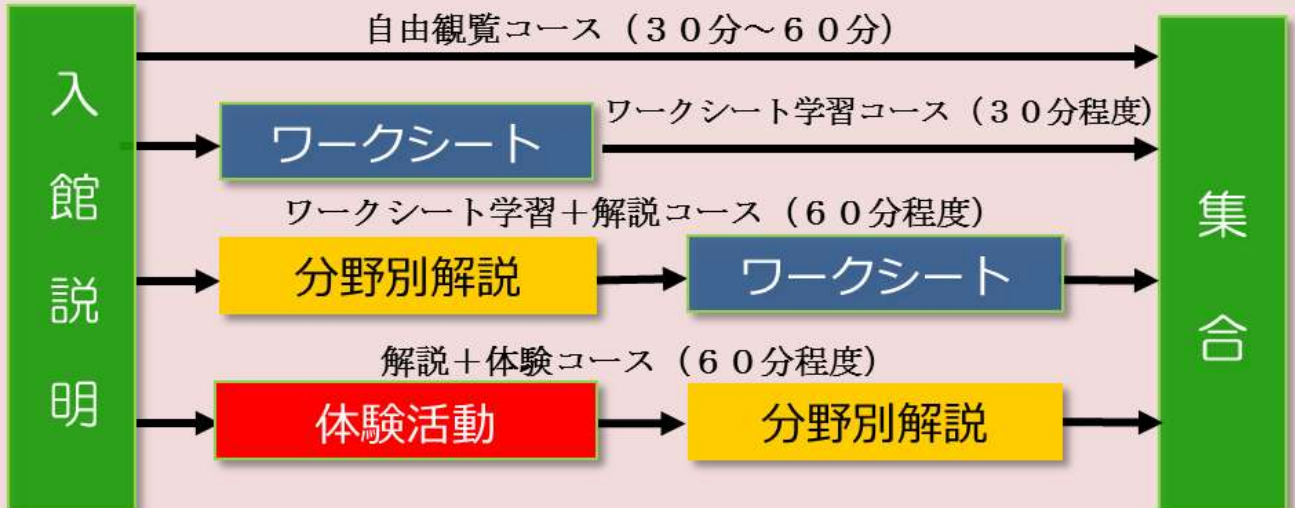 入館説明
自由観覧コース（３０分～６０分）
ワークシート
ワークシート学習コース（３０分程度）
ワークシート学習＋解説コース（６０分程度）
分野別解説
ワークシート
解説＋体験コース（６０分程度）
体験活動
分野別解説
集合